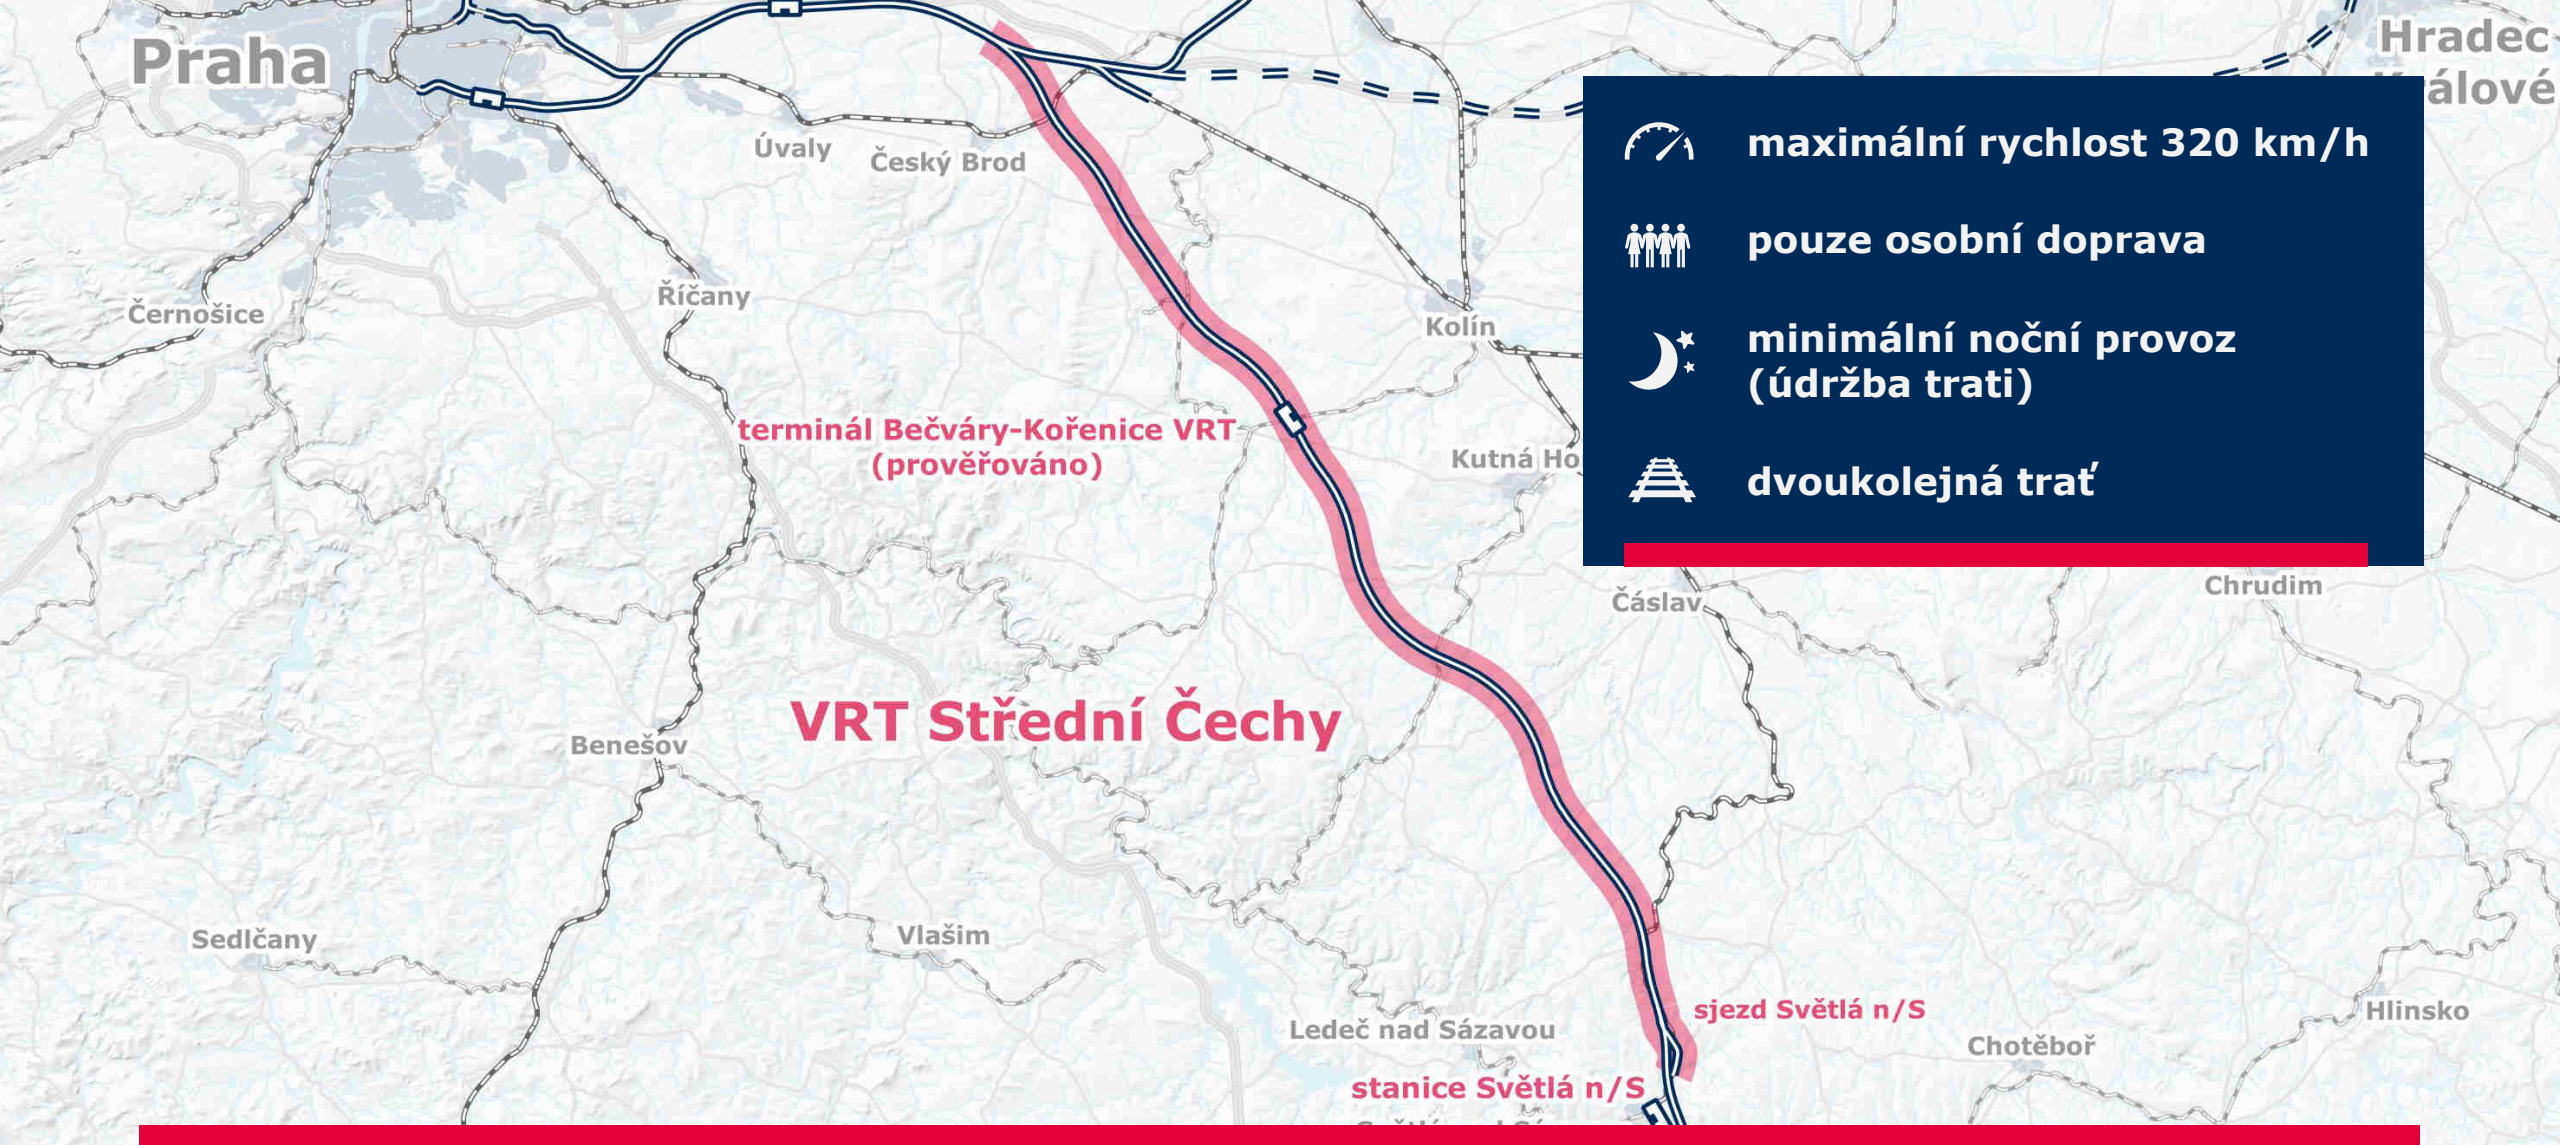 Praha
Hradec
álové
maximální rychlost 320 km/h
Úvaly
Český Brod
pouze osobní doprava
Říčany
Černošice
Kolín
minimální noční provoz
(údržba trati)
terminál Bečváry-Kořenice VRT
(prověřováno)
Kutná Ho
dvoukolejná trať
Čáslav
Chrudim
VRT Střední Čechy
Benešov
Sedlčany
Vlašim
sjezd Světlá n/S
Hlinsko
Ledeč nad Sázavou
Chotěboř
stanice Světlá n/S